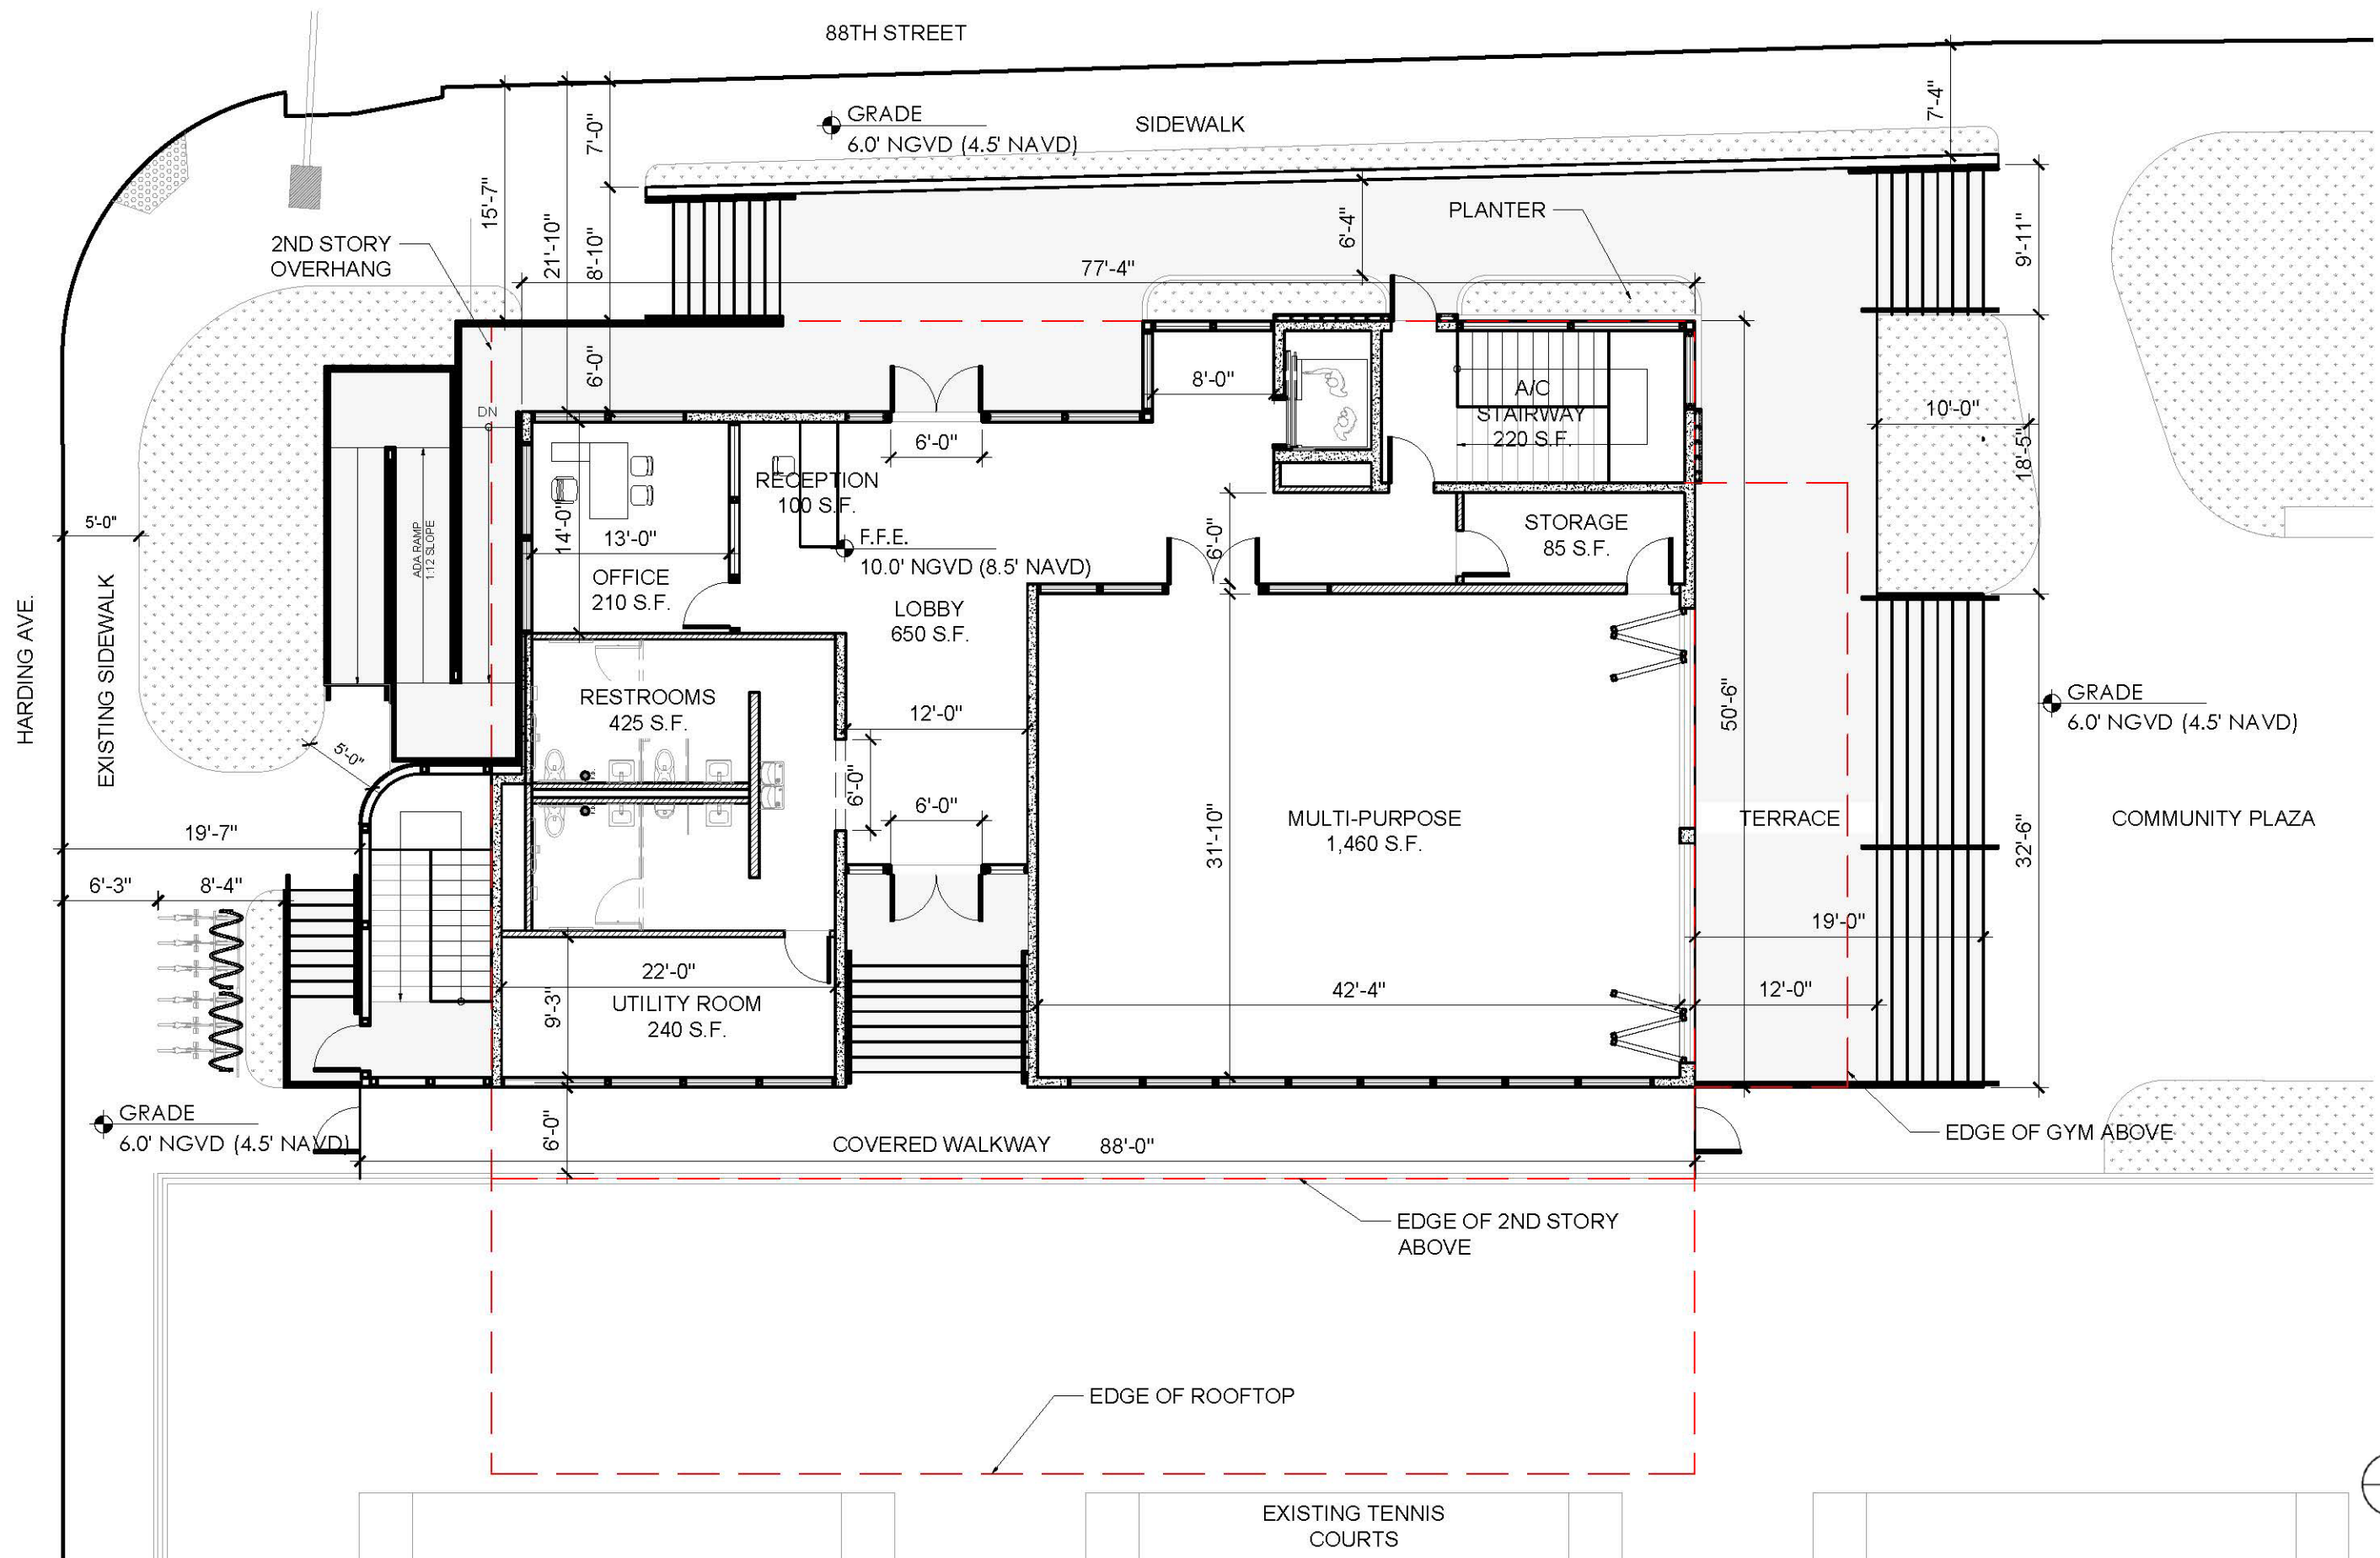 88TH STREET
GRADE
6.0' NGVD (4.5' NAVD)
SIDEWALK
7'-4"
7'-0"
15'-7"
21'-10"
8'-10"
6'-4"
PLANTER
9'-11"
2ND STORY
OVERHANG
77'-4"
6'-0"
8'-0"
A/C
STAIRWAY
220 S.F.
10'-0"
18'-5"
DN
6'-0"
RECEPTION
100 S.F.
5'-0"
ADA RAMP
1:12 SLOPE
14'-0"
13'-0"
F.F.E.
10.0' NGVD (8.5' NAVD)
6'-0"
STORAGE
85 S.F.
OFFICE
210 S.F.
LOBBY
650 S.F.
HARDING AVE.
EXISTING SIDEWALK
RESTROOMS
425 S.F.
12'-0"
50'-6"
GRADE
6.0' NGVD (4.5' NAVD)
5'-0"
6'-0"
6'-0"
19'-7"
31'-10"
MULTI-PURPOSE
1,460 S.F.
TERRACE
32'-6"
COMMUNITY PLAZA
6'-3"
8'-4"
19'-0"
22'-0"
9'-3"
UTILITY ROOM
240 S.F.
42'-4"
12'-0"
GRADE
6.0' NGVD (4.5' NAVD)
6'-0"
COVERED WALKWAY
88'-0"
EDGE OF GYM ABOVE
EDGE OF 2ND STORY
ABOVE
EDGE OF ROOFTOP
EXISTING TENNIS
COURTS